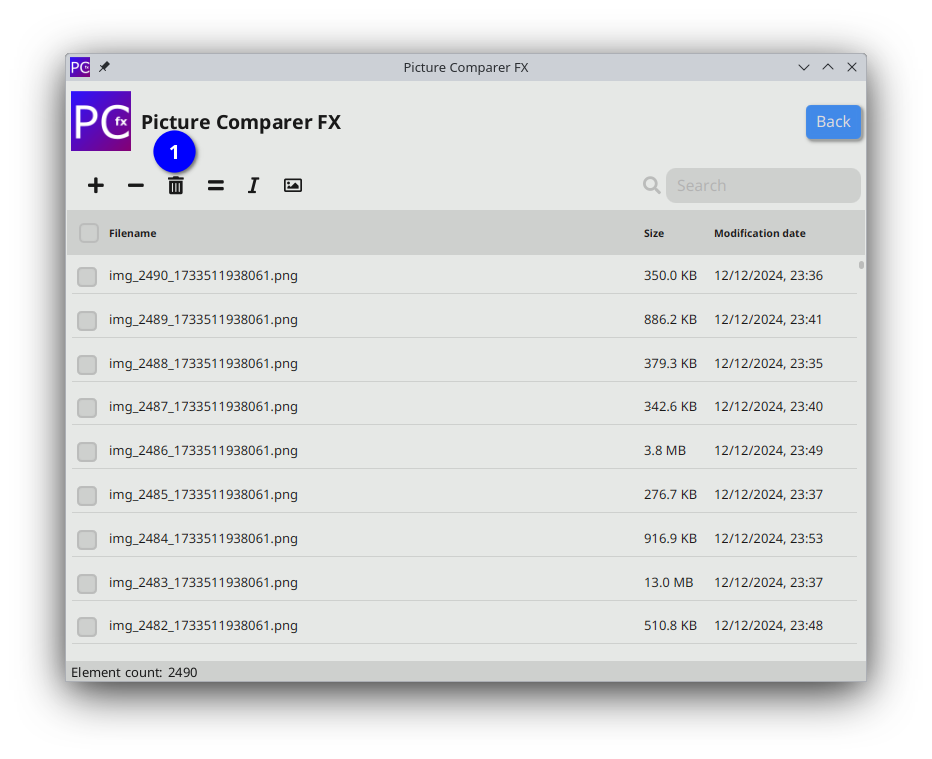 PC Picture Comparer FX
PC fx Picture Comparer FX Back
1
Search
Filename Size Modification date
img_2490_1733511938061.png 350.0 KB 12/12/2024, 23:36
img_2489_1733511938061.png 886.2 KB 12/12/2024, 23:41
img_2488_1733511938061.png 379.3 KB 12/12/2024, 23:35
img_2487_1733511938061.png 342.6 KB 12/12/2024, 23:40
img_2486_1733511938061.png 3.8 MB 12/12/2024, 23:49
img_2485_1733511938061.png 276.7 KB 12/12/2024, 23:37
img_2484_1733511938061.png 916.9 KB 12/12/2024, 23:53
img_2483_1733511938061.png 13.0 MB 12/12/2024, 23:37
img_2482_1733511938061.png 510.8 KB 12/12/2024, 23:48
Element count: 2490